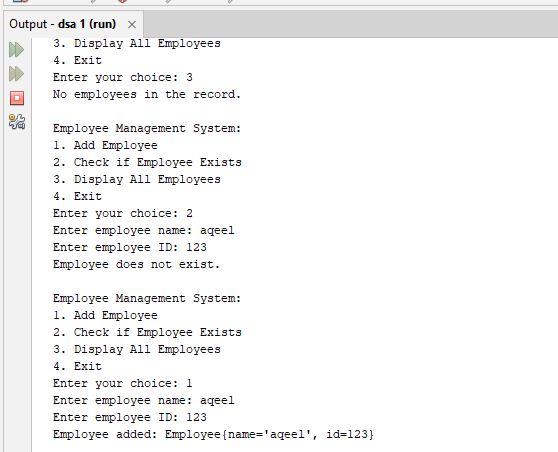 Output - dsa 1 (run) ×
3. Display All Employees
4. Exit
Enter your choice: 3
No employees in the record.
Employee Management System:
1. Add Employee
2. Check if Employee Exists
3. Display All Employees
4. Exit
Enter your choice: 2
Enter employee name: aqeel
Enter employee ID: 123
Employee does not exist.
Employee Management System:
1. Add Employee
2. Check if Employee Exists
3. Display All Employees
4. Exit
Enter your choice: 1
Enter employee name: aqeel
Enter employee ID: 123
Employee added: Employee{name='aqeel', id=123}